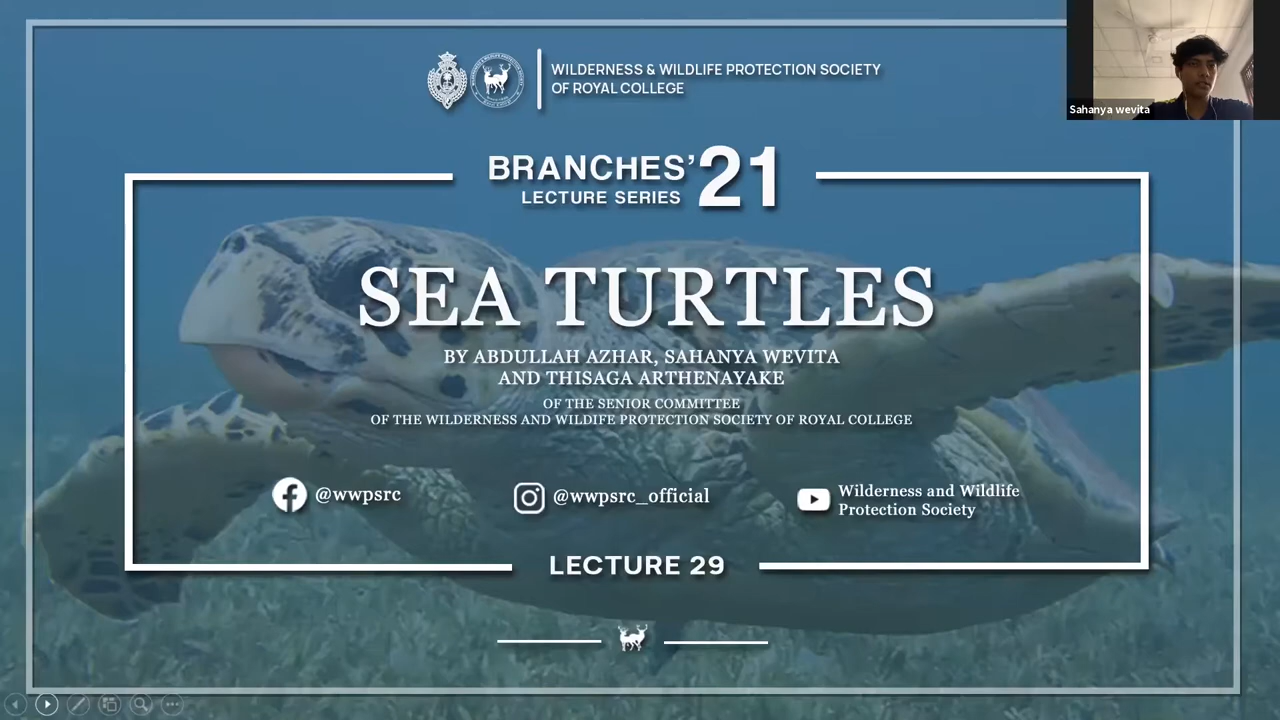 WILDERNESS & WILDLIFE PROTECTION SOCIETY
OF ROYAL COLLEGE
Sahanya wevita
BRANCHES'21
LECTURE SERIES
SEA TURTLES
BY ABDULLAH AZHAR, SAHANYA WEVITA
AND THISAGA ARTHENAYAKE
OF THE SENIOR COMMITTEE
OF THE WILDERNESS AND WILDIFE PROTECTION SOCIETY OF ROYAL COLLEGE
@wwpsrc
@wwpsrc_official
Wilderness and Wildlife
Protection Society
LECTURE 29